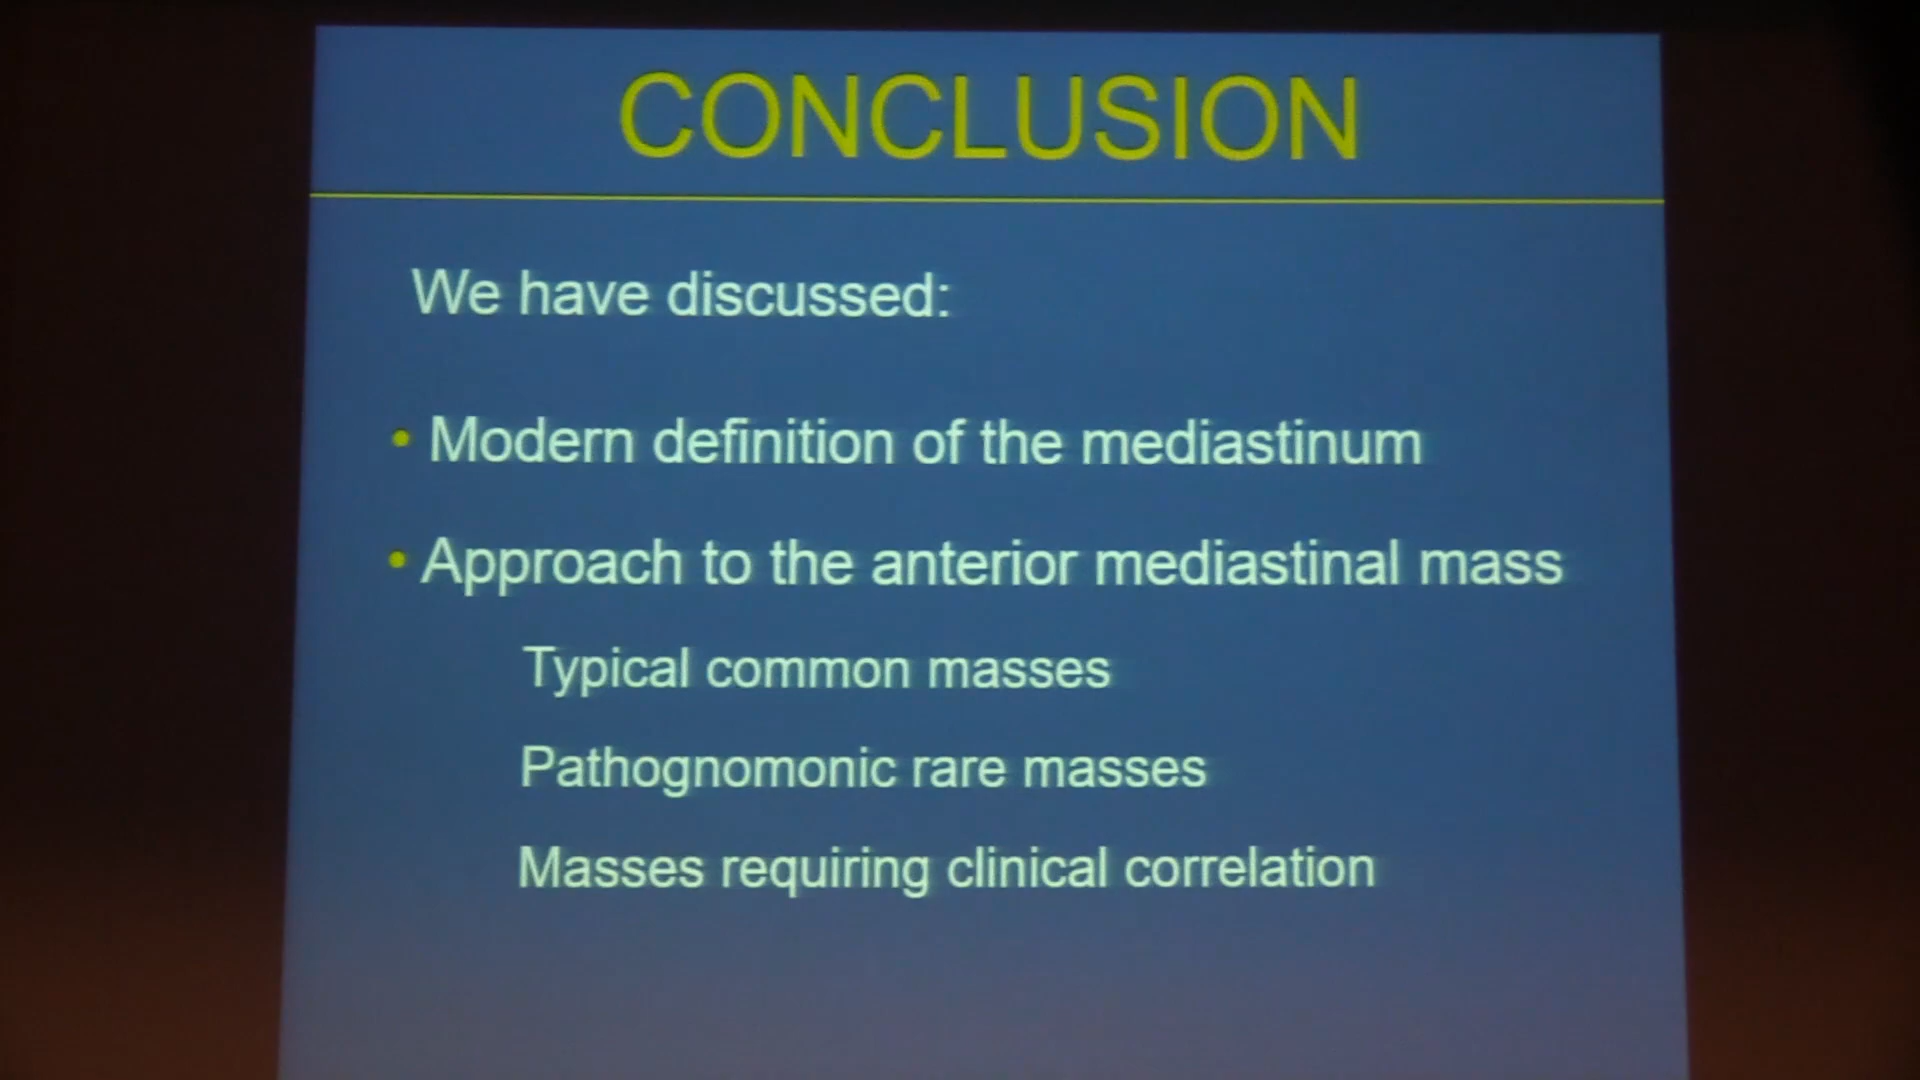 CONCLUSION
We have discussed:
• Modern definition of the mediastinum
• Approach to the anterior mediastinal mass
Typical common masses
Pathognomonic rare masses
Masses requiring clinical correlation